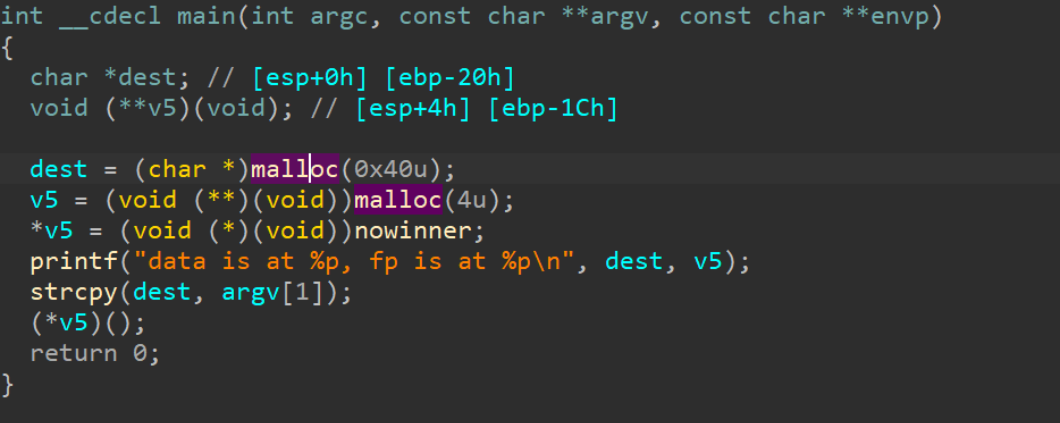 int __cdecl main(int argc, const char **argv, const char **envp)
{
  char *dest; // [esp+0h] [ebp-20h]
  void (**v5)(void); // [esp+4h] [ebp-1Ch]

  dest = (char *)malloc(0x40u);
  v5 = (void (**)(void))malloc(4u);
  *v5 = (void (*)(void))nowinner;
  printf("data is at %p, fp is at %p\n", dest, v5);
  strcpy(dest, argv[1]);
  (*v5)();
  return 0;
}